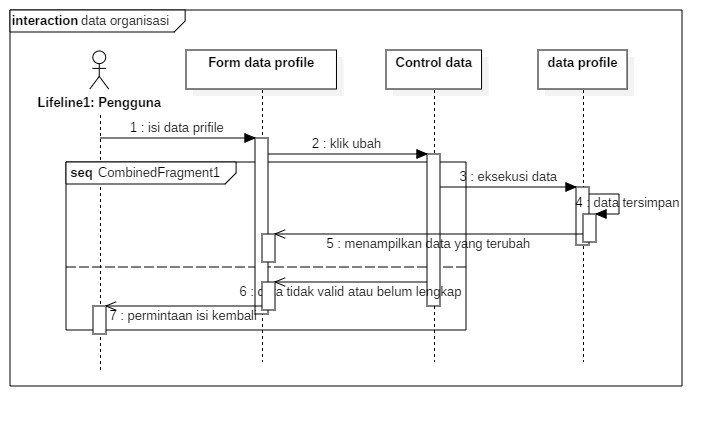 interaction data organisasi
Form data profile
Control data
data profile
Lifeline1: Pengguna
1 : isi data prifile
2 : klik ubah
seq CombinedFragment1
3 : eksekusi data
4 : data tersimpan
5 : menampilkan data yang terubah
6 : data tidak valid atau belum lengkap
7 : permintaan isi kembali